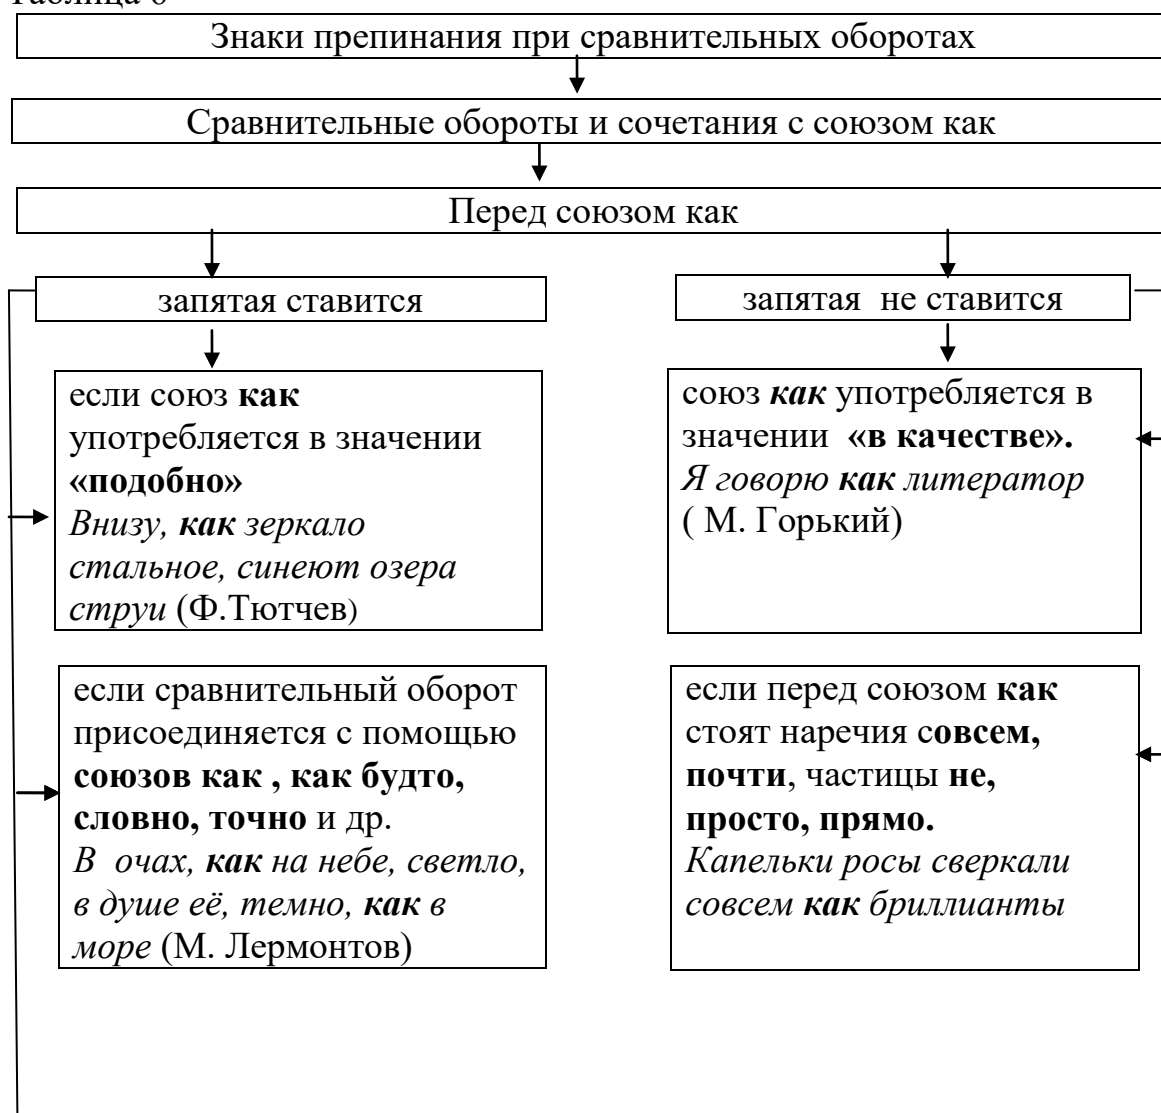 Знаки препинания при сравнительных оборотах
Сравнительные обороты и сочетания с союзом как
Перед союзом как
запятая ставится
запятая не ставится
если союз как
употребляется в значении
«подобно»
Внизу, как зеркало
стальное, синеют озера
струи (Ф.Тютчев)
союз как употребляется в
значении «в качестве».
Я говорю как литератор
( М. Горький)
если сравнительный оборот
присоединяется с помощью
союзов как , как будто,
словно, точно и др.
В очах, как на небе, светло,
в душе её, темно, как в
море (М. Лермонтов)
если перед союзом как
стоят наречия совсем,
почти, частицы не,
просто, прямо.
Капельки росы сверкали
совсем как бриллианты